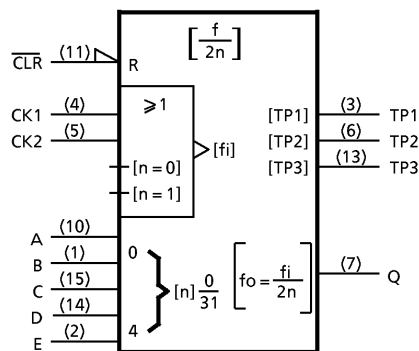 [f/2n]
C̅L̅R̅ (11) R
CK1 (4) ⩾1
CK2 (5) [fi]
[n = 0]
[n = 1]
[TP1] (3) TP1
[TP2] (6) TP2
[TP3] (13) TP3
A (10) 0
B (1)
C (15) [n] 0/31
D (14)
E (2) 4
[fo = fi/2n] (7) Q